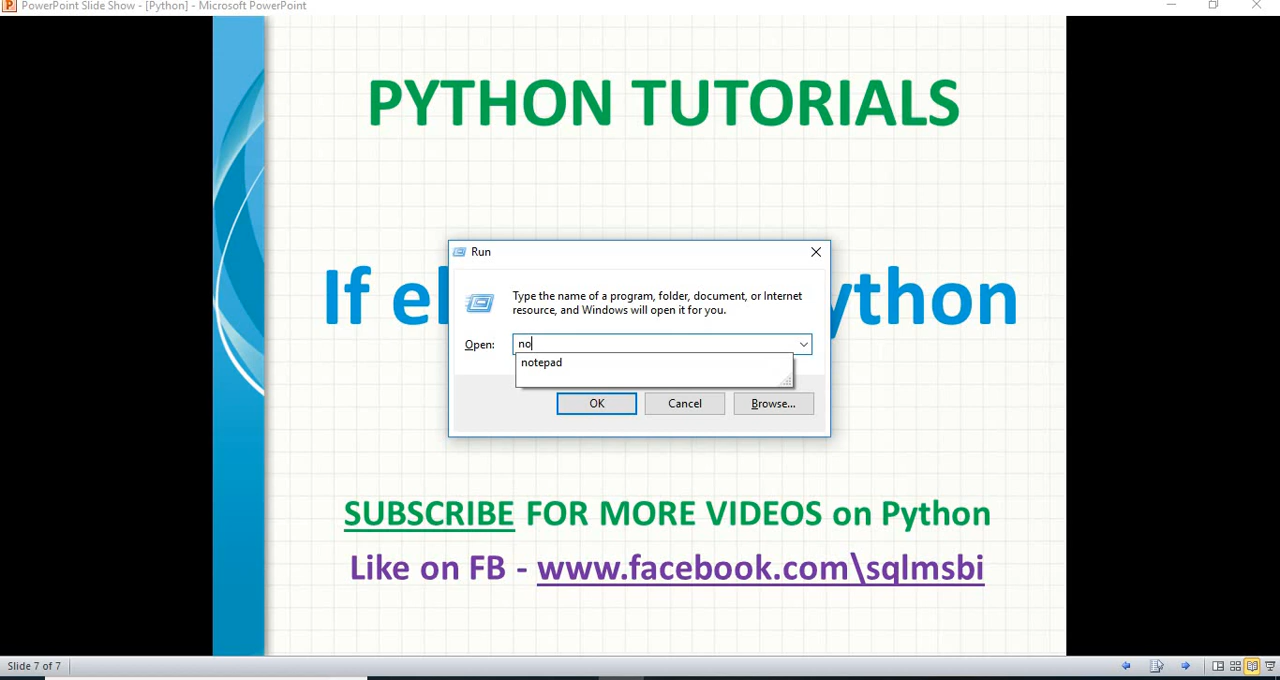 PowerPoint Slide Show - [Python] - Microsoft PowerPoint
PYTHON TUTORIALS
If el
ython
Run
Type the name of a program, folder, document, or Internet
resource, and Windows will open it for you.
Open: no
notepad
OK Cancel Browse...
SUBSCRIBE FOR MORE VIDEOS on Python
Like on FB - www.facebook.com\sqlmsbi
Slide 7 of 7